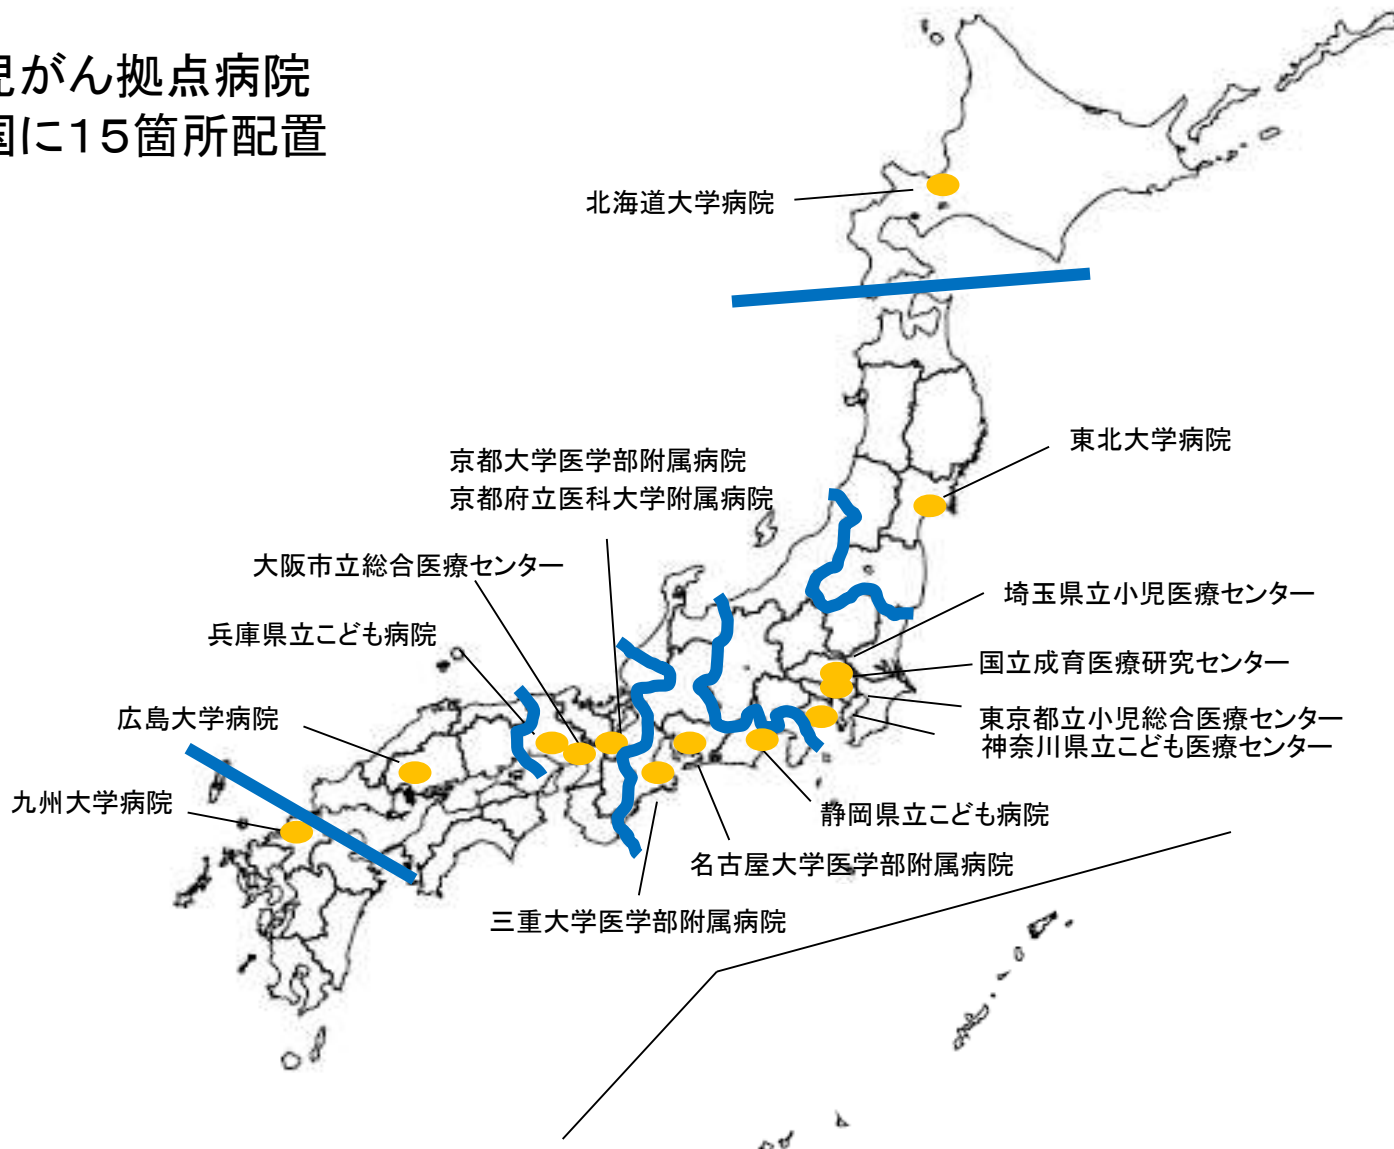 児がん拠点病院
国に15箇所配置
北海道大学病院
東北大学病院
京都大学医学部附属病院
京都府立医科大学附属病院
大阪市立総合医療センター
兵庫県立こども病院
広島大学病院
九州大学病院
埼玉県立小児医療センター
国立成育医療研究センター
東京都立小児総合医療センター
神奈川県立こども医療センター
静岡県立こども病院
名古屋大学医学部附属病院
三重大学医学部附属病院